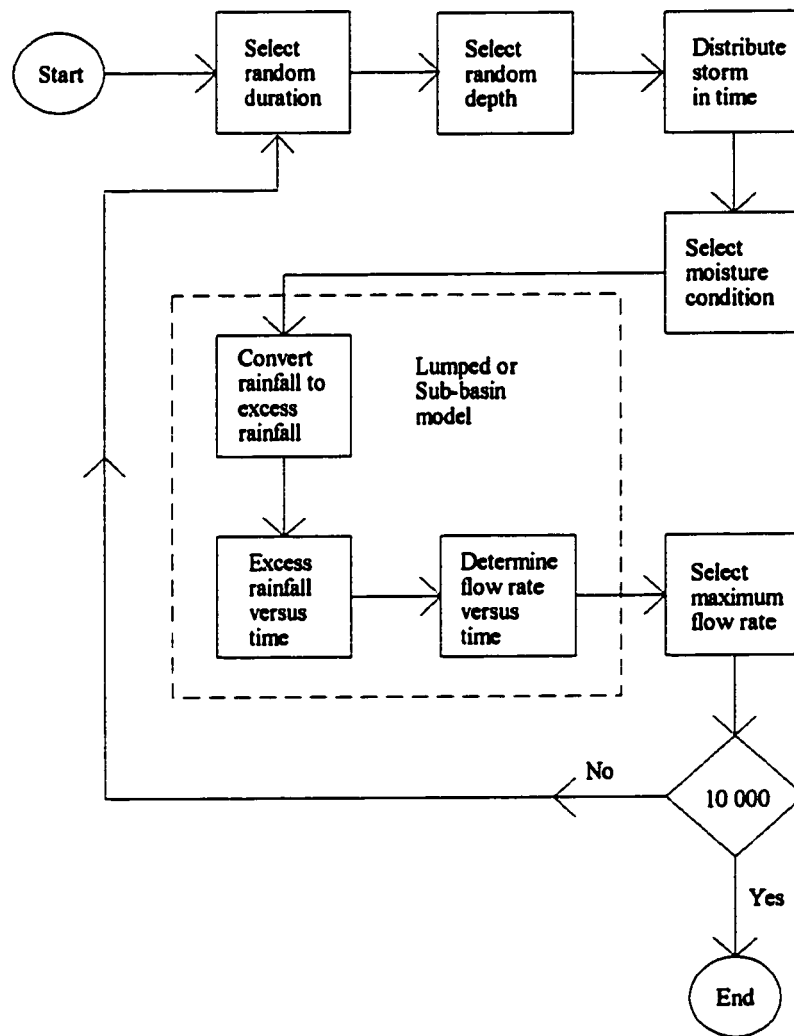 Start
Select
random
duration
Select
random
depth
Distribute
storm
in time
Select
moisture
condition
Convert
rainfall to
excess
rainfall
Lumped or
Sub-basin
model
Excess
rainfall
versus
time
Determine
flow rate
versus
time
Select
maximum
flow rate
No
10 000
Yes
End